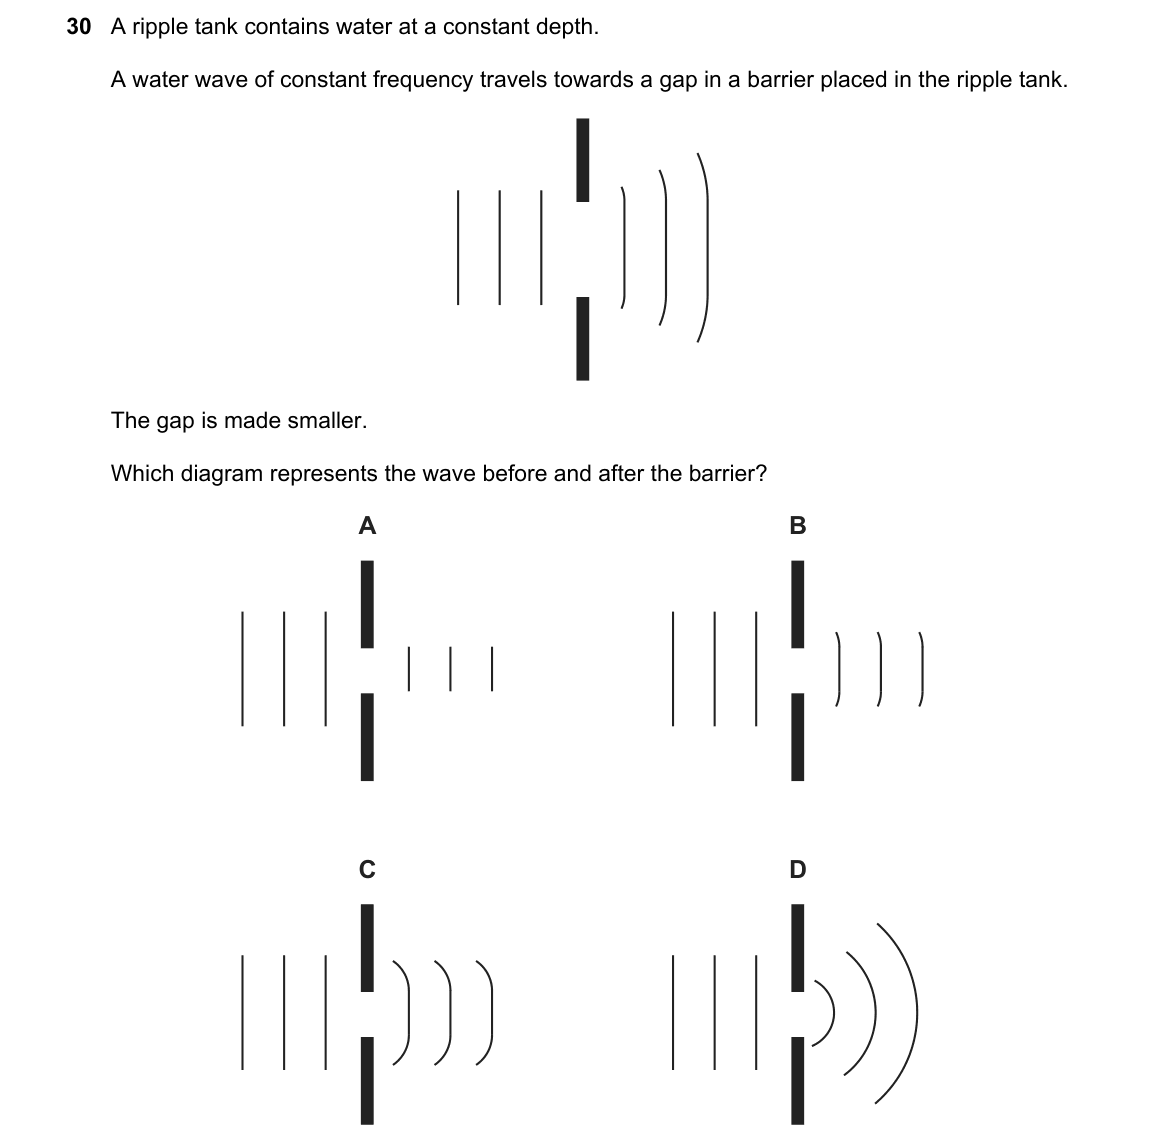 30 A ripple tank contains water at a constant depth.
A water wave of constant frequency travels towards a gap in a barrier placed in the ripple tank.
The gap is made smaller.
Which diagram represents the wave before and after the barrier?
A B
C D